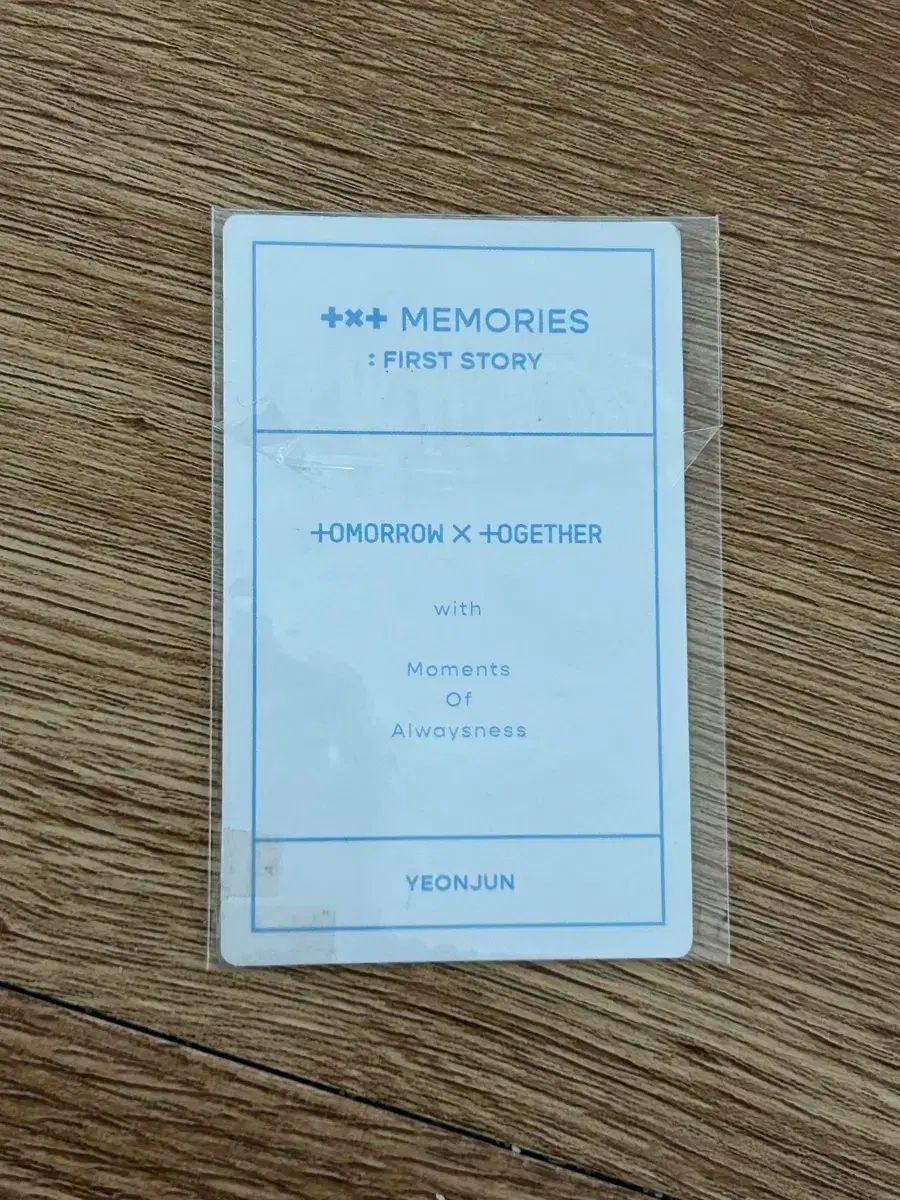 +×+ MEMORIES
: FIRST STORY
TOMORROW × TOGETHER
with
Moments
Of
Alwaysness
YEONJUN